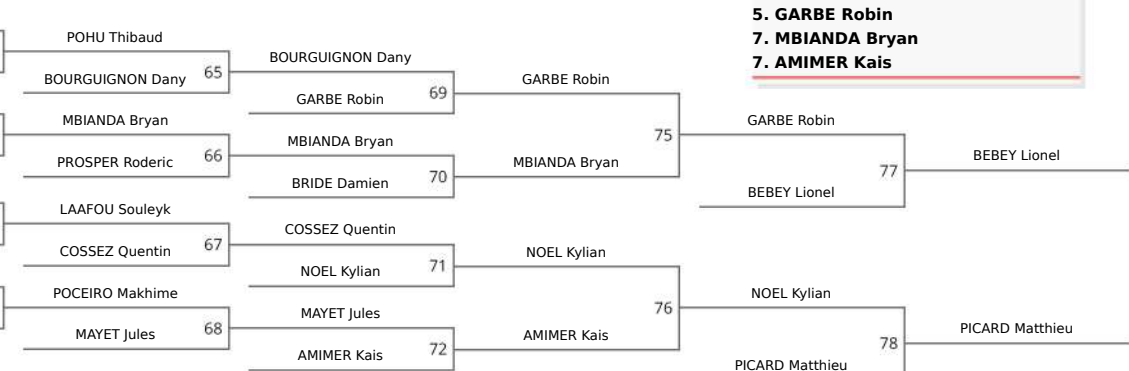 5. GARBE Robin
7. MBIANDA Bryan
7. AMIMER Kais
POHU Thibaud
BOURGUIGNON Dany
65
MBIANDA Bryan
PROSPER Roderic
66
LAAFOU Souleyk
COSSEZ Quentin
67
POCEIRO Makhime
MAYET Jules
68
BOURGUIGNON Dany
GARBE Robin
69
MBIANDA Bryan
BRIDE Damien
70
COSSEZ Quentin
NOEL Kylian
71
MAYET Jules
AMIMER Kais
72
GARBE Robin
MBIANDA Bryan
75
NOEL Kylian
AMIMER Kais
76
GARBE Robin
BEBEY Lionel
77
NOEL Kylian
PICARD Matthieu
78
BEBEY Lionel
PICARD Matthieu